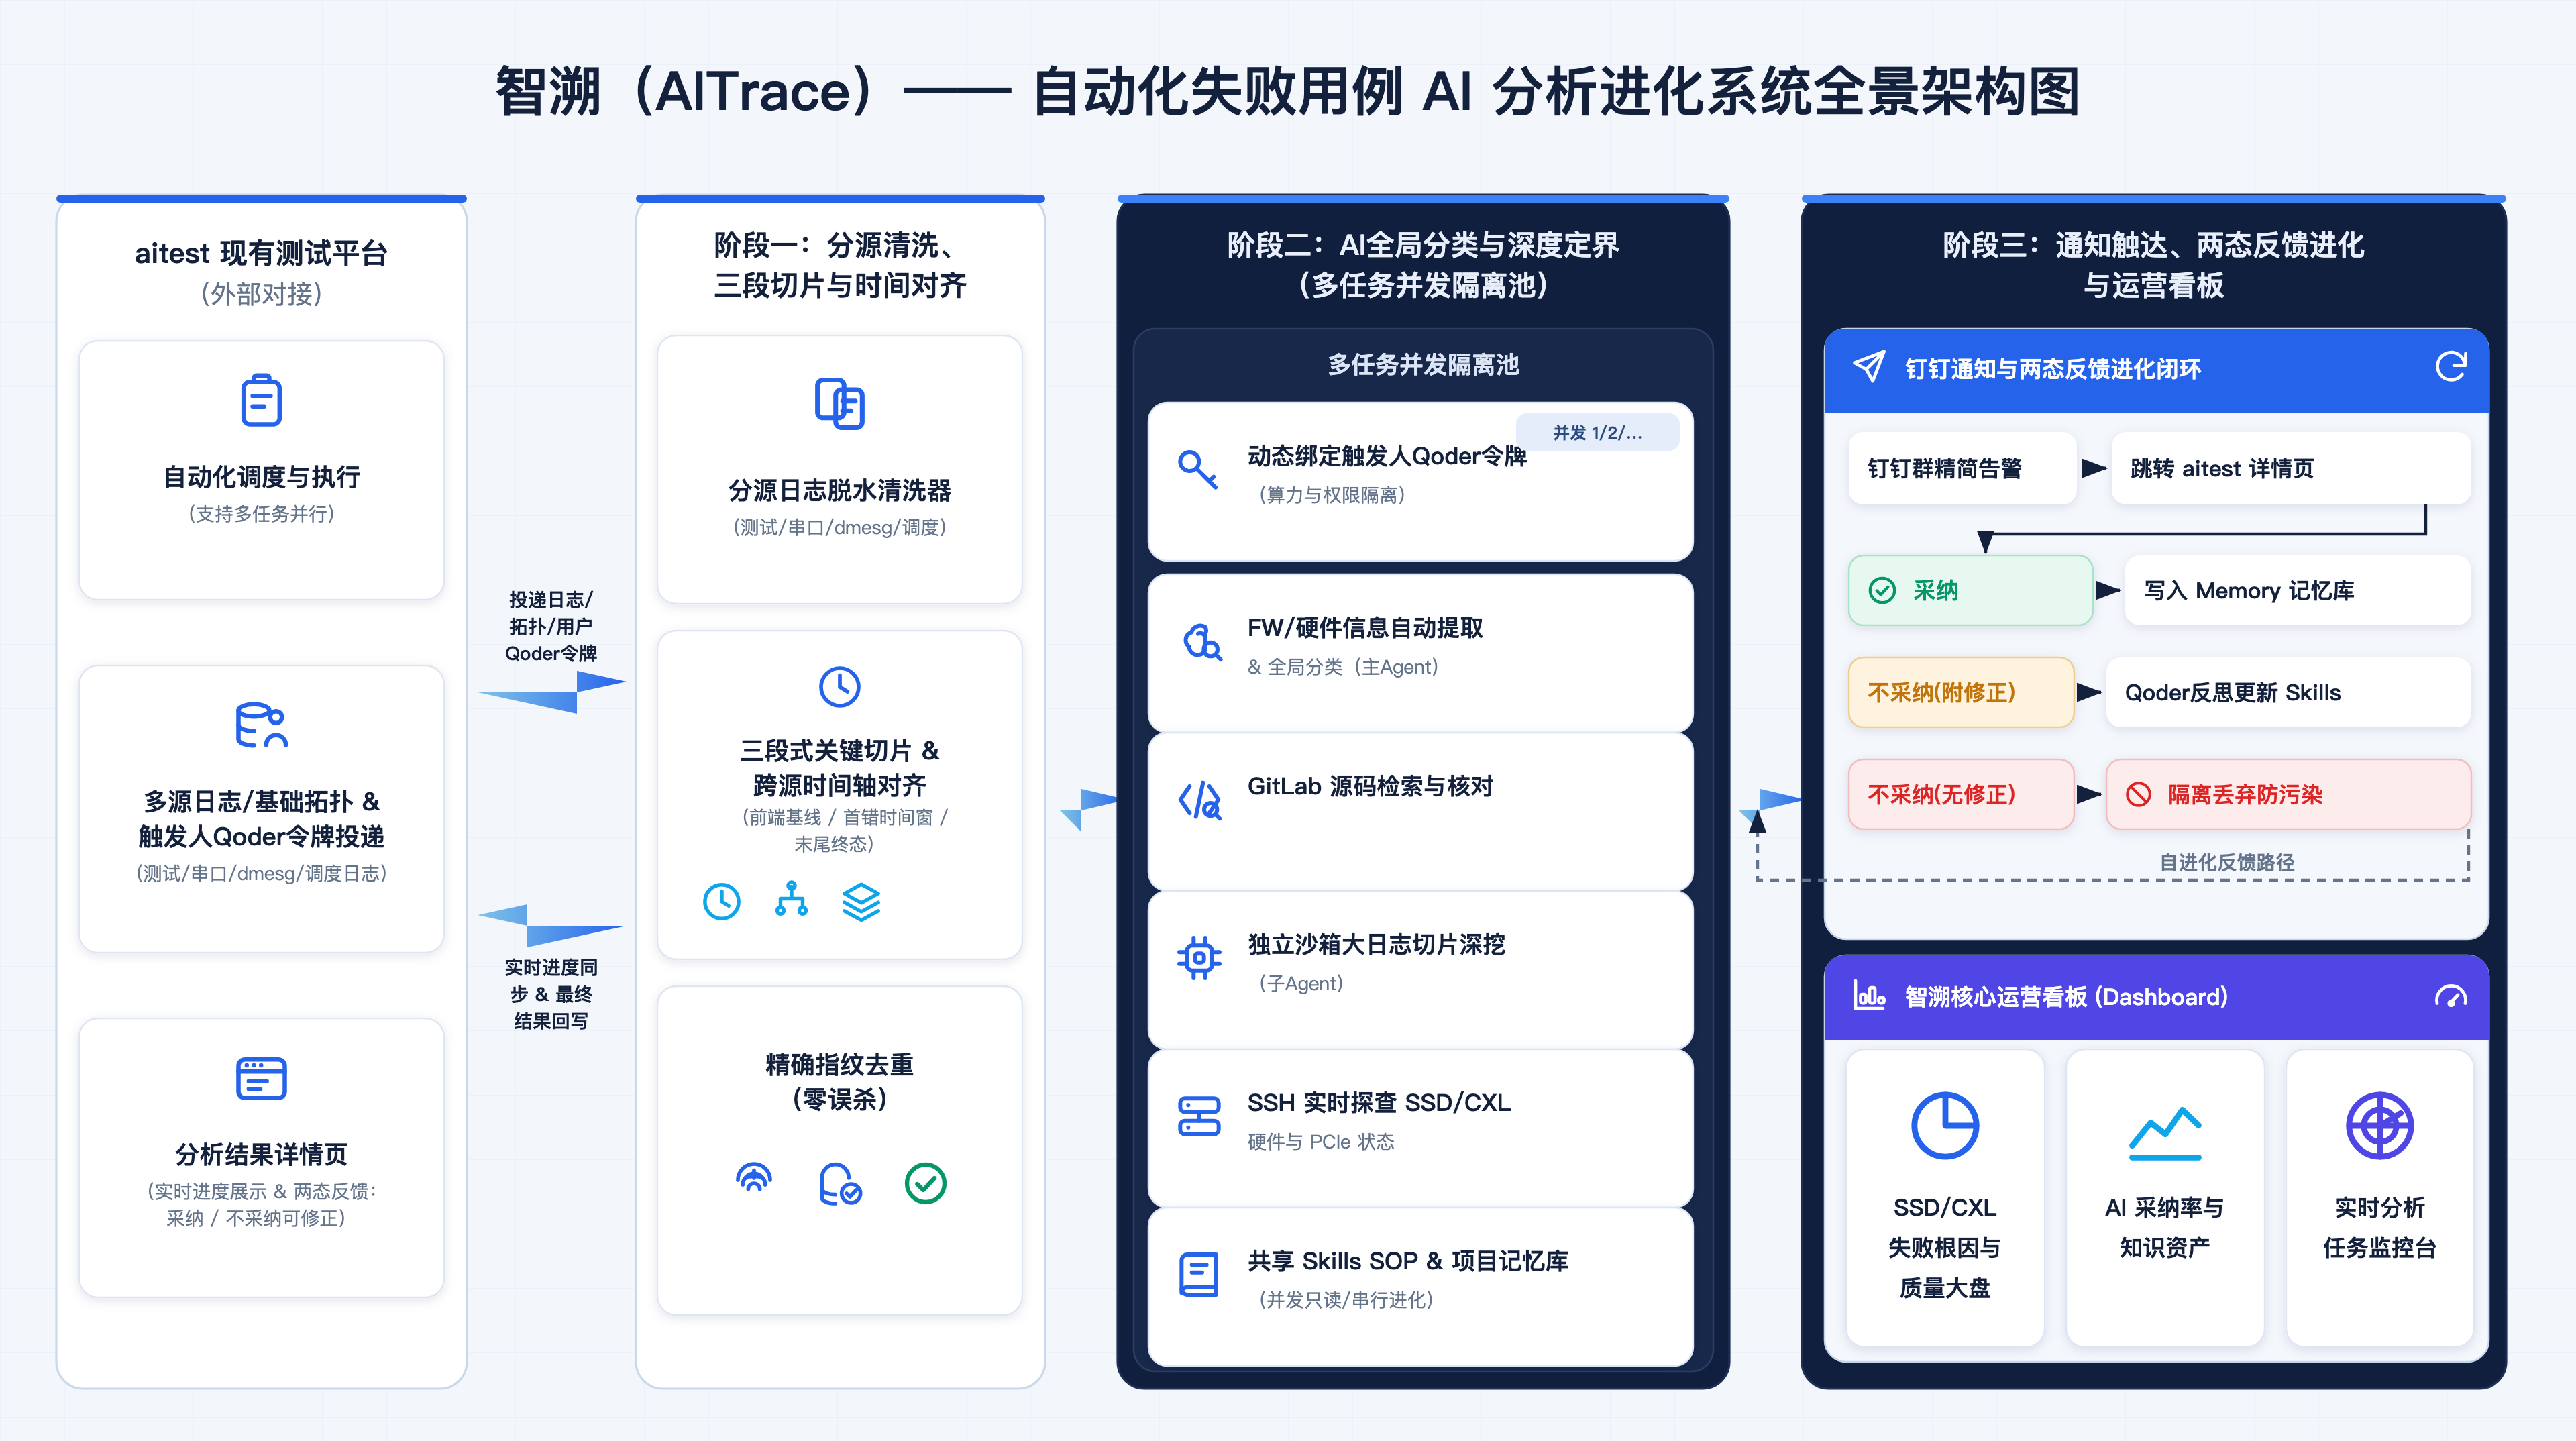 智溯（AITrace）—— 自动化失败用例 AI 分析进化系统全景架构图
aitest 现有测试平台
（外部对接）
自动化调度与执行
（支持多任务并行）
多源日志/基础拓扑 &
触发人Qoder令牌投递
（测试/串口/dmesg/调度日志）
分析结果详情页
（实时进度展示 & 两态反馈：
采纳 / 不采纳可修正）
投递日志/
拓扑/用户
Qoder令牌
实时进度同
步 & 最终
结果回写
阶段一：分源清洗、
三段切片与时间对齐
分源日志脱水清洗器
（测试/串口/dmesg/调度）
三段式关键切片 &
跨源时间轴对齐
（前端基线 / 首错时间窗 /
末尾终态）
精确指纹去重
（零误杀）
阶段二：AI全局分类与深度定界
（多任务并发隔离池）
多任务并发隔离池
并发 1/2/...
动态绑定触发人Qoder令牌
（算力与权限隔离）
FW/硬件信息自动提取
& 全局分类（主Agent）
GitLab 源码检索与核对
独立沙箱大日志切片深挖
（子Agent）
SSH 实时探查 SSD/CXL
硬件与 PCIe 状态
共享 Skills SOP & 项目记忆库
（并发只读/串行进化）
阶段三：通知触达、两态反馈进化
与运营看板
钉钉通知与两态反馈进化闭环
钉钉群精简告警
跳转 aitest 详情页
采纳
写入 Memory 记忆库
不采纳(附修正)
Qoder反思更新 Skills
不采纳(无修正)
隔离丢弃防污染
自进化反馈路径
智溯核心运营看板 (Dashboard)
SSD/CXL
失败根因与
质量大盘
AI 采纳率与
知识资产
实时分析
任务监控台